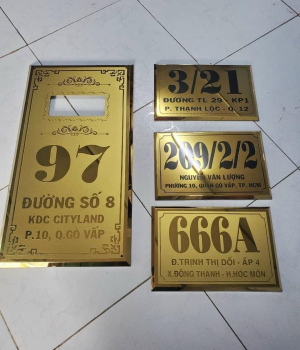 97
ĐƯỜNG SỐ 8
KDC CITYLAND
P.10, Q.GÒ VẤP
3/21
ĐƯỜNG TL 29 - KP1
P. THẠNH LỘC - Q. 12
269/2/2
NGUYỄN VĂN LƯỢNG
PHƯỜNG 10, QUẬN GÒ VẤP, TP. HCM
666A
Đ.TRỊNH THỊ DỐI - ẤP 4
X.ĐÔNG THẠNH - H.HÓC MÔN